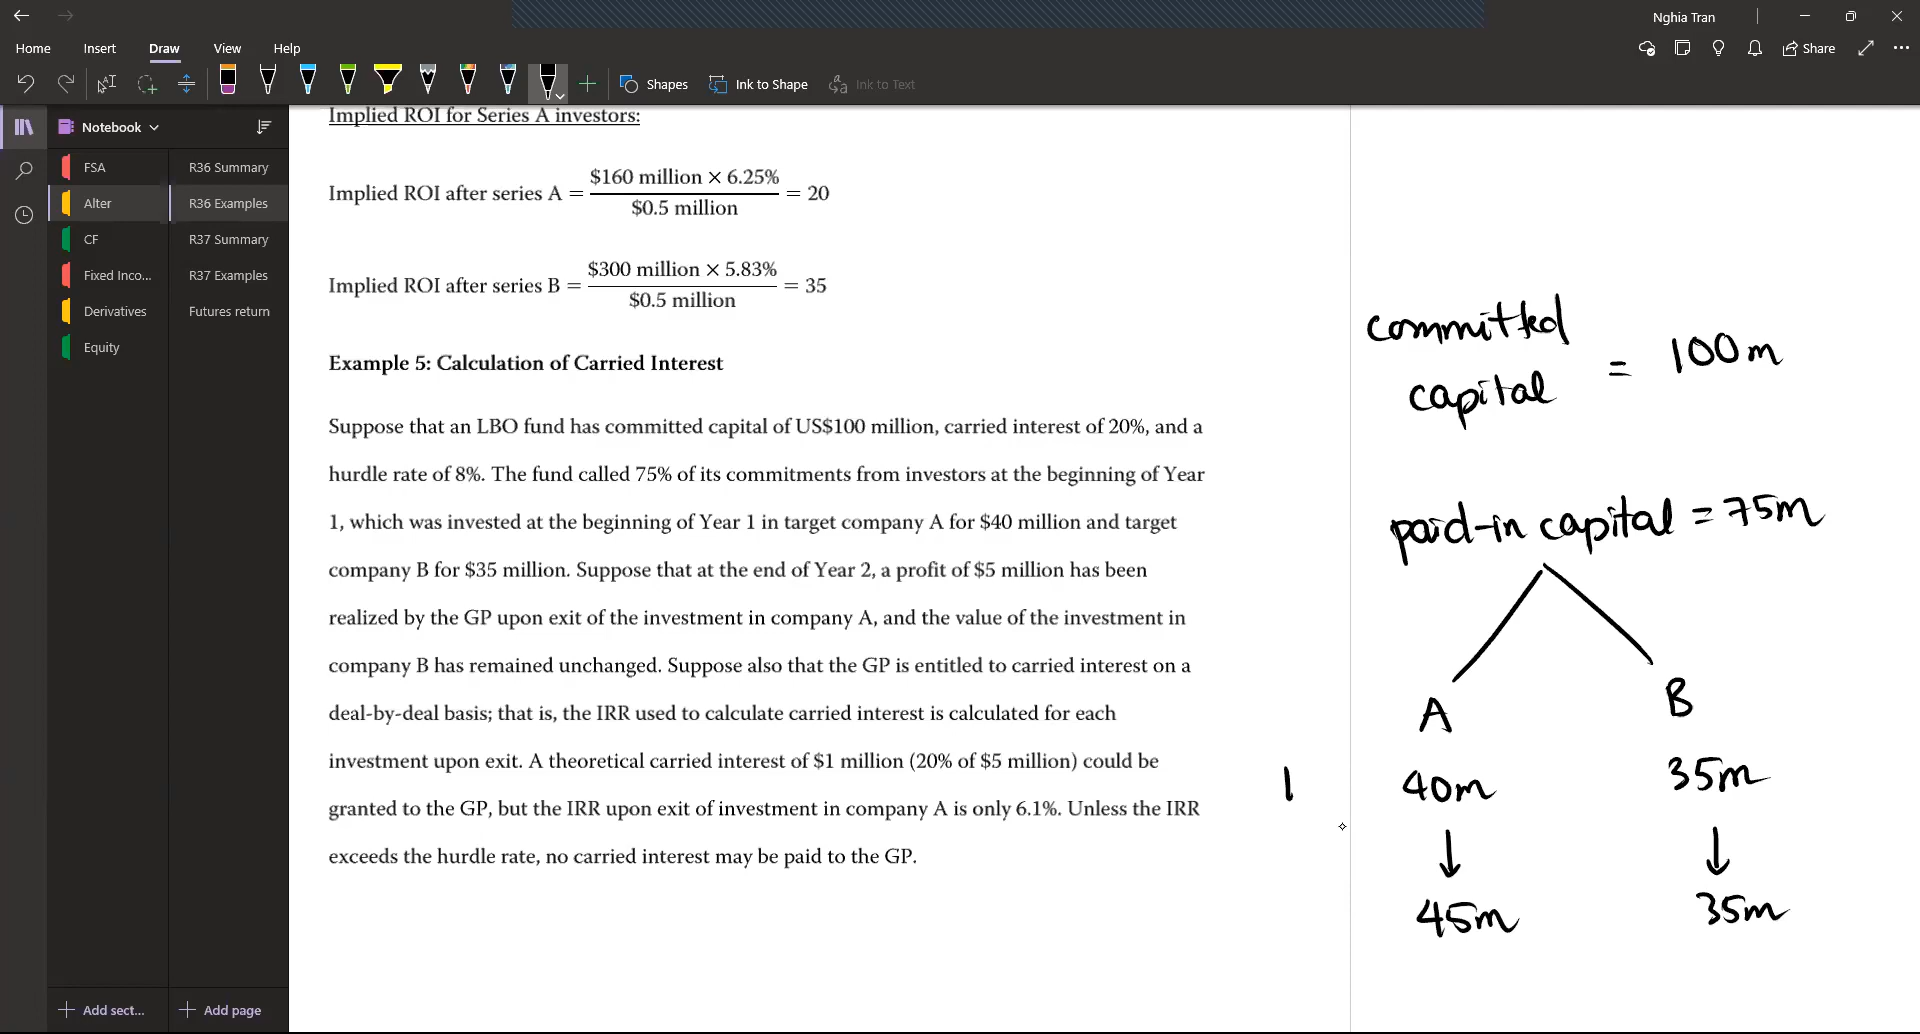 Nghia Tran
Home Insert Draw View Help
Share
Shapes
Ink to Shape
Ink to Text
Notebook
FSA
Alter
CF
Fixed Inco...
Derivatives
Equity
R36 Summary
R36 Examples
R37 Summary
R37 Examples
Futures return
Add sect...
Add page
Implied ROI for Series A investors:
Implied ROI after series A = $160 million × 6.25% / $0.5 million = 20
Implied ROI after series B = $300 million × 5.83% / $0.5 million = 35
Example 5: Calculation of Carried Interest
Suppose that an LBO fund has committed capital of US$100 million, carried interest of 20%, and a
hurdle rate of 8%. The fund called 75% of its commitments from investors at the beginning of Year
1, which was invested at the beginning of Year 1 in target company A for $40 million and target
company B for $35 million. Suppose that at the end of Year 2, a profit of $5 million has been
realized by the GP upon exit of the investment in company A, and the value of the investment in
company B has remained unchanged. Suppose also that the GP is entitled to carried interest on a
deal-by-deal basis; that is, the IRR used to calculate carried interest is calculated for each
investment upon exit. A theoretical carried interest of $1 million (20% of $5 million) could be
granted to the GP, but the IRR upon exit of investment in company A is only 6.1%. Unless the IRR
exceeds the hurdle rate, no carried interest may be paid to the GP.
committed
capital = 100m
paid-in capital = 75m
A B
40m 35m
↓ ↓
45m 35m